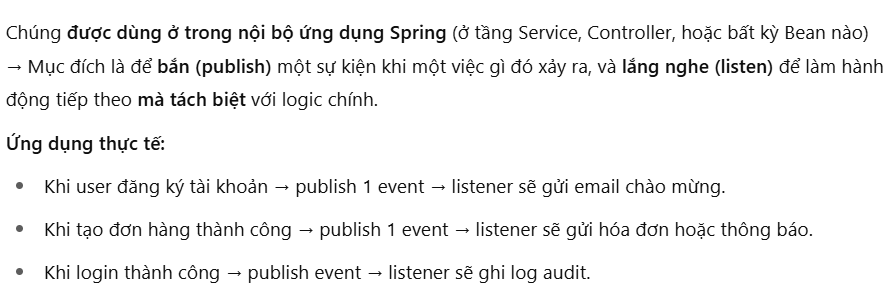 Chúng được dùng ở trong nội bộ ứng dụng Spring (ở tầng Service, Controller, hoặc bất kỳ Bean nào)
→ Mục đích là để bắn (publish) một sự kiện khi một việc gì đó xảy ra, và lắng nghe (listen) để làm hành
động tiếp theo mà tách biệt với logic chính.
Ứng dụng thực tế:
• Khi user đăng ký tài khoản → publish 1 event → listener sẽ gửi email chào mừng.
• Khi tạo đơn hàng thành công → publish 1 event → listener sẽ gửi hóa đơn hoặc thông báo.
• Khi login thành công → publish event → listener sẽ ghi log audit.